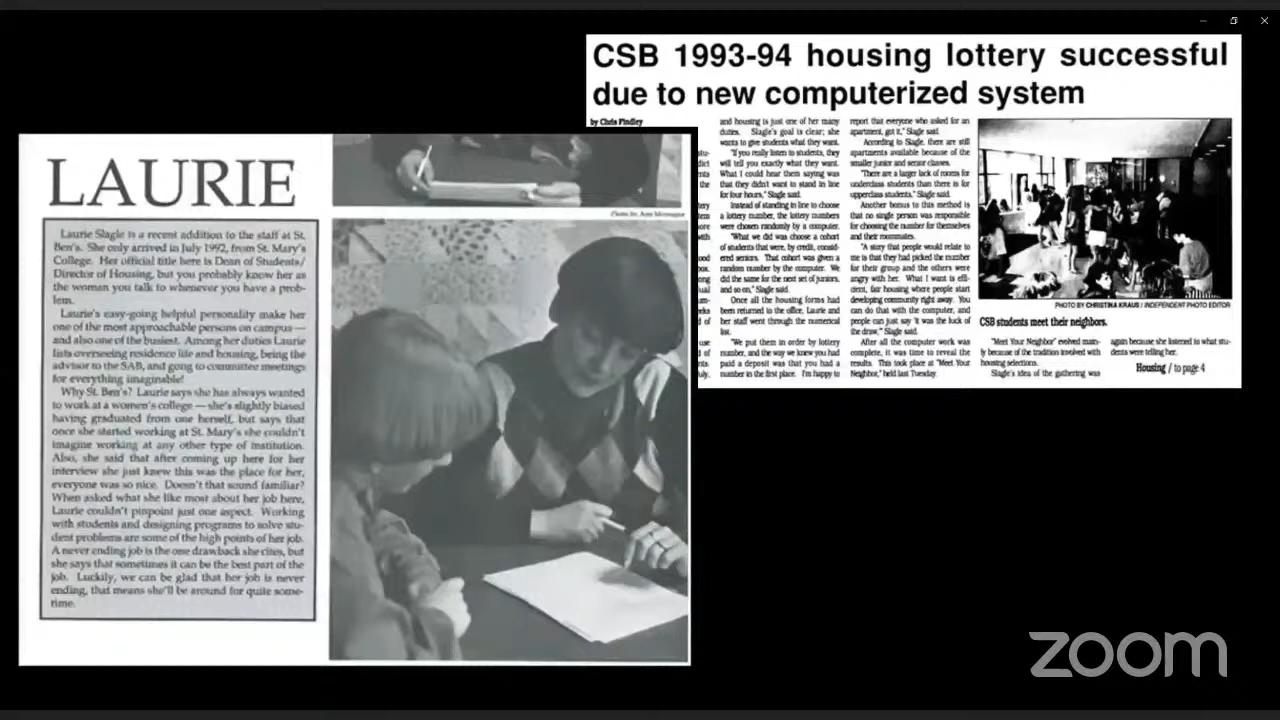 CSB 1993-94 housing lottery successful
due to new computerized system
by Chris Findley
and housing is just one of her many
duties. Slagle's goal is clear; she
wants to give students what they want.
"If you really listen to students, they
will tell you exactly what they want.
What I could hear them saying was
that they didn't want to stand in line
for four hours," Slagle said.
Instead of standing in line to choose
a lottery number, the lottery numbers
were chosen randomly by a computer.
"What we did was choose a cohort
of students that were, by credit, consid-
ered seniors. That cohort was given a
random number by the computer. We
did the same for the next set of juniors,
and so on," Slagle said.
Once all the housing forms had
been returned to the office, Laurie and
her staff went through the numerical
list.
"We put them in order by lottery
number, and the way we knew you had
paid a deposit was that you had a
number in the first place. I'm happy to
report that everyone who asked for an
apartment, got it," Slagle said.
According to Slagle, there are still
apartments available because of the
smaller junior and senior classes.
"There are a larger lack of rooms for
underclass students than there is for
upperclass students," Slagle said.
Another bonus to this method is
that no single person was responsible
for choosing the number for themselves
and their roommates.
"A story that people would relate to
me is that they had picked the number
for their group and the others were
angry with her. What I want is effi-
cient, fair housing where people start
developing community right away. You
can do that with the computer, and
people can just say 'it was the luck of
the draw,'" Slagle said.
After all the computer work was
complete, it was time to reveal the
results. This took place at "Meet Your
Neighbor," held last Tuesday.
PHOTO BY CHRISTINA KRAUS / INDEPENDENT PHOTO EDITOR
CSB students meet their neighbors.
"Meet Your Neighbor" evolved main-
ly because of the tradition involved with
housing selections.
Slagle's idea of the gathering was
again because she listened to what stu-
dents were telling her.
Housing / to page 4
LAURIE
Laurie Slagle is a recent addition to the staff at St.
Ben's. She only arrived in July 1992, from St. Mary's
College. Her official title here is Dean of Students/
Director of Housing, but you probably know her as
the woman you talk to whenever you have a prob-
lem.
Laurie's easy-going helpful personality make her
one of the most approachable persons on campus —
and also one of the busiest. Among her duties Laurie
lists overseeing residence life and housing, being the
advisor to the SAB, and going to committee meetings
for everything imaginable!
Why St. Ben's? Laurie says she has always wanted
to work at a women's college — she's slightly biased
having graduated from one herself, but says that
once she started working at St. Mary's she couldn't
imagine working at any other type of institution.
Also, she said that after coming up here for her
interview she just knew this was the place for her,
everyone was so nice. Doesn't that sound familiar?
When asked what she like most about her job here,
Laurie couldn't pinpoint just one aspect. Working
with students and designing programs to solve stu-
dent problems are some of the high points of her job.
A never ending job is the one drawback she cites, but
she says that sometimes it can be the best part of the
job. Luckily, we can be glad that her job is never
ending, that means she'll be around for quite some-
time.
zoom